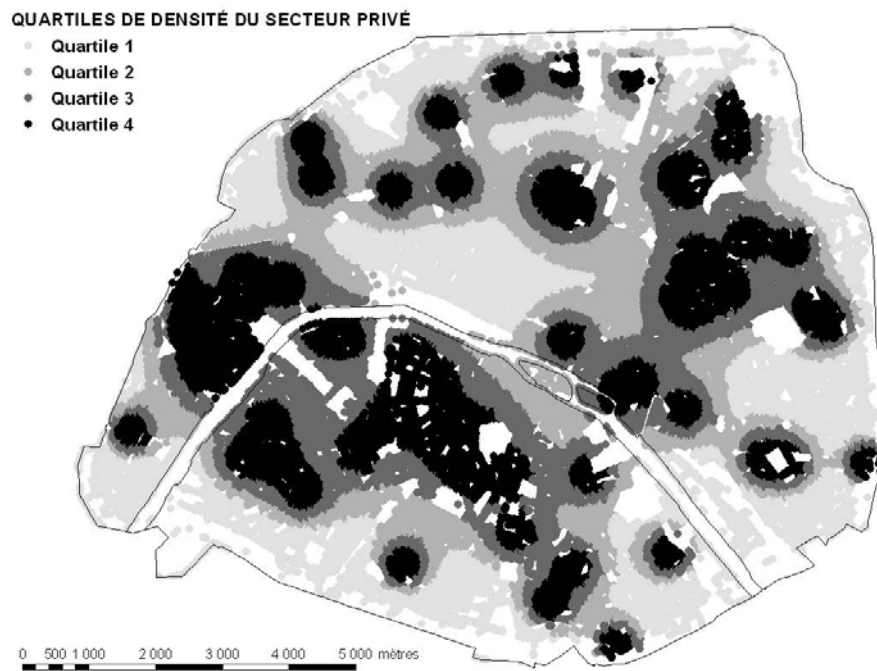 QUARTILES DE DENSITÉ DU SECTEUR PRIVÉ
Quartile 1
Quartile 2
Quartile 3
Quartile 4
0 500 1 000 2 000 3 000 4 000 5 000 mètres